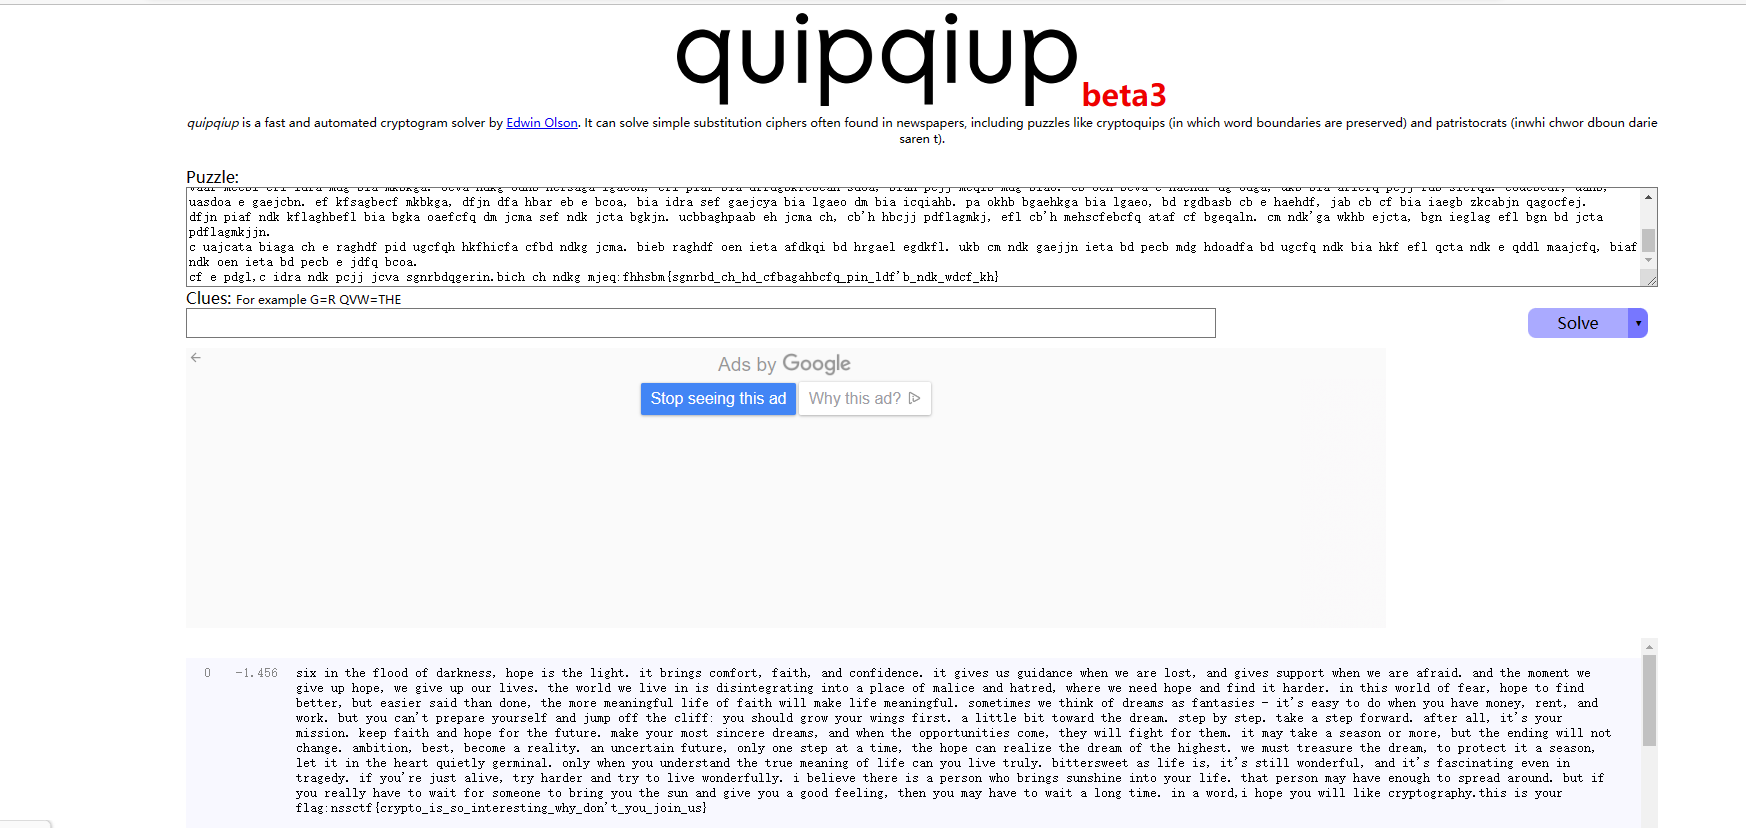 quipqiup
beta3
quipqiup is a fast and automated cryptogram solver by Edwin Olson. It can solve simple substitution ciphers often found in newspapers, including puzzles like cryptoquips (in which word boundaries are preserved) and patristocrats (inwhi chwor dboun darie
saren t).
Puzzle:
uasdoa e gaejcbn. ef kfsagbecf mkbkga, dfjn dfa hbar eb e bcoa, bia idra sef gaejcya bia lgaeo dm bia icqiahb. pa okhb bgaehkga bia lgaeo, bd rgdbasb cb e haehdf, jab cb cf bia iaegb zkcabjn qagocfej.
dfjn piaf ndk kflaghbefl bia bgka oaefcfq dm jcma sef ndk jcta bgkjn. ucbbaghpaab eh jcma ch, cb'h hbcjj pdflagmkj, efl cb'h mehscfebcfq ataf cf bgeqaln. cm ndk'ga wkhb ejcta, bgn ieglag efl bgn bd jcta
pdflagmkjjn.
c uajcata biaga ch e raghdf pid ugcfqh hkfhicfa cfbd ndkg jcma. bieb raghdf oen ieta afdkqi bd hrgael egdkfl. ukb cm ndk gaejjn ieta bd pecb mdg hdoadfa bd ugcfq ndk bia hkf efl qcta ndk e qddl maajcfq, biaf
ndk oen ieta bd pecb e jdfq bcoa.
cf e pdgl,c idra ndk pcjj jcva sgnrbdqgerin.bich ch ndkg mjeq:fhhsbm{sgnrbd_ch_hd_cfbagahbcfq_pin_ldf'b_ndk_wdcf_kh}
Clues: For example G=R QVW=THE
Solve
Ads by Google
Stop seeing this ad Why this ad?
0 -1.456 six in the flood of darkness, hope is the light. it brings comfort, faith, and confidence. it gives us guidance when we are lost, and gives support when we are afraid. and the moment we
give up hope, we give up our lives. the world we live in is disintegrating into a place of malice and hatred, where we need hope and find it harder. in this world of fear, hope to find
better, but easier said than done, the more meaningful life of faith will make life meaningful. sometimes we think of dreams as fantasies - it's easy to do when you have money, rent, and
work. but you can't prepare yourself and jump off the cliff: you should grow your wings first. a little bit toward the dream. step by step. take a step forward. after all, it's your
mission. keep faith and hope for the future. make your most sincere dreams, and when the opportunities come, they will fight for them. it may take a season or more, but the ending will not
change. ambition, best, become a reality. an uncertain future, only one step at a time, the hope can realize the dream of the highest. we must treasure the dream, to protect it a season,
let it in the heart quietly germinal. only when you understand the true meaning of life can you live truly. bittersweet as life is, it's still wonderful, and it's fascinating even in
tragedy. if you're just alive, try harder and try to live wonderfully. i believe there is a person who brings sunshine into your life. that person may have enough to spread around. but if
you really have to wait for someone to bring you the sun and give you a good feeling, then you may have to wait a long time. in a word,i hope you will like cryptography.this is your
flag:nssctf{crypto_is_so_interesting_why_don't_you_join_us}